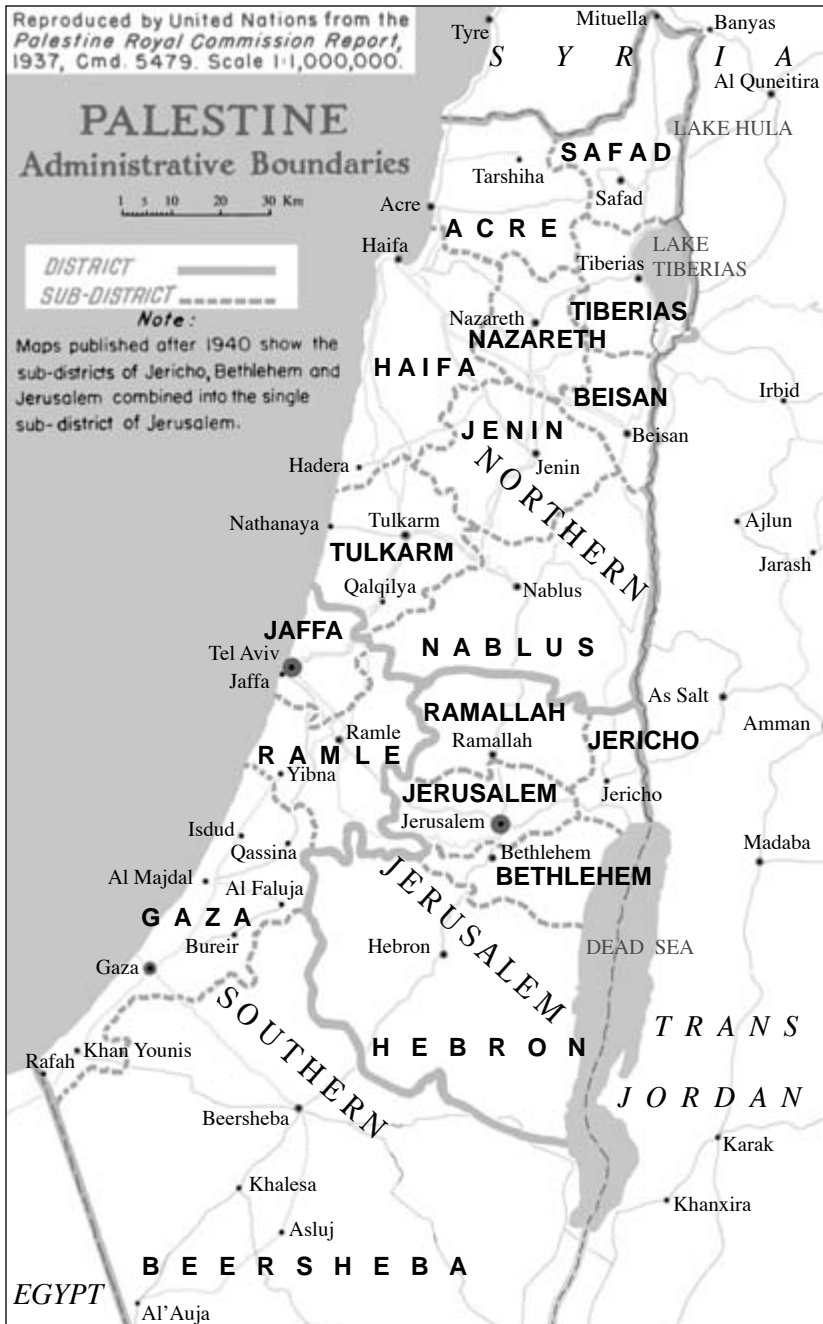 Reproduced by United Nations from the
Palestine Royal Commission Report,
1937, Cmd. 5479. Scale 1:1,000,000.
PALESTINE
Administrative Boundaries
1 5 10 20 30 Km
DISTRICT
SUB-DISTRICT
Note:
Maps published after 1940 show the
sub-districts of Jericho, Bethlehem and
Jerusalem combined into the single
sub-district of Jerusalem.
Tyre
Mituella
Banyas
SYRIA
Al Quneitira
LAKE HULA
SAFAD
Tarshiha
Safad
Acre
ACRE
Haifa
LAKE
TIBERIAS
Tiberias
TIBERIAS
Nazareth
NAZARETH
HAIFA
BEISAN
Irbid
JENIN
Beisan
Jenin
Hadera
NORTHERN
Nathanaya
Tulkarm
Ajlun
TULKARM
Jarash
Qalqilya
Nablus
JAFFA
NABLUS
Tel Aviv
Jaffa
As Salt
RAMALLAH
Amman
Ramle
Ramallah
JERICHO
RAMLE
Yibna
JERUSALEM
Jericho
Isdud
Jerusalem
Qassina
Bethlehem
Madaba
BETHLEHEM
Al Majdal
Al Faluja
JERUSALEM
GAZA
Bureir
Hebron
DEAD SEA
Gaza
SOUTHERN
TRANS
HEBRON
Khan Younis
Rafah
JORDAN
Beersheba
Karak
Khalesa
Khanxira
Asluj
BEERSHEBA
EGYPT
Al'Auja